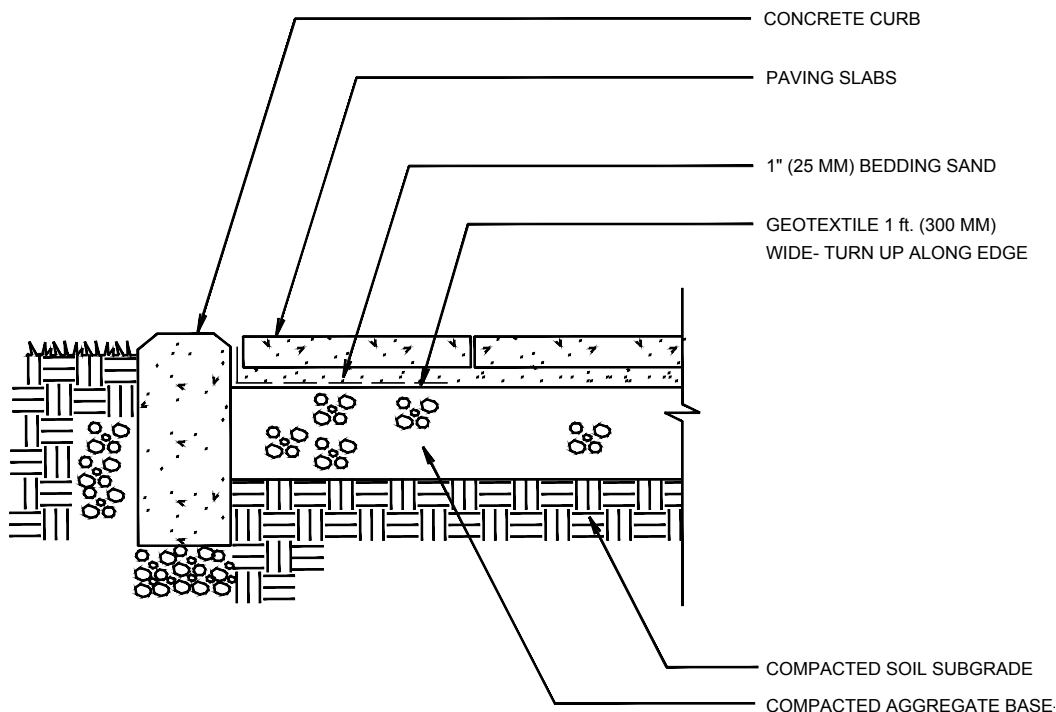 CONCRETE CURB
PAVING SLABS
1" (25 MM) BEDDING SAND
GEOTEXTILE 1 ft. (300 MM)
WIDE- TURN UP ALONG EDGE
COMPACTED SOIL SUBGRADE
COMPACTED AGGREGATE BASE-